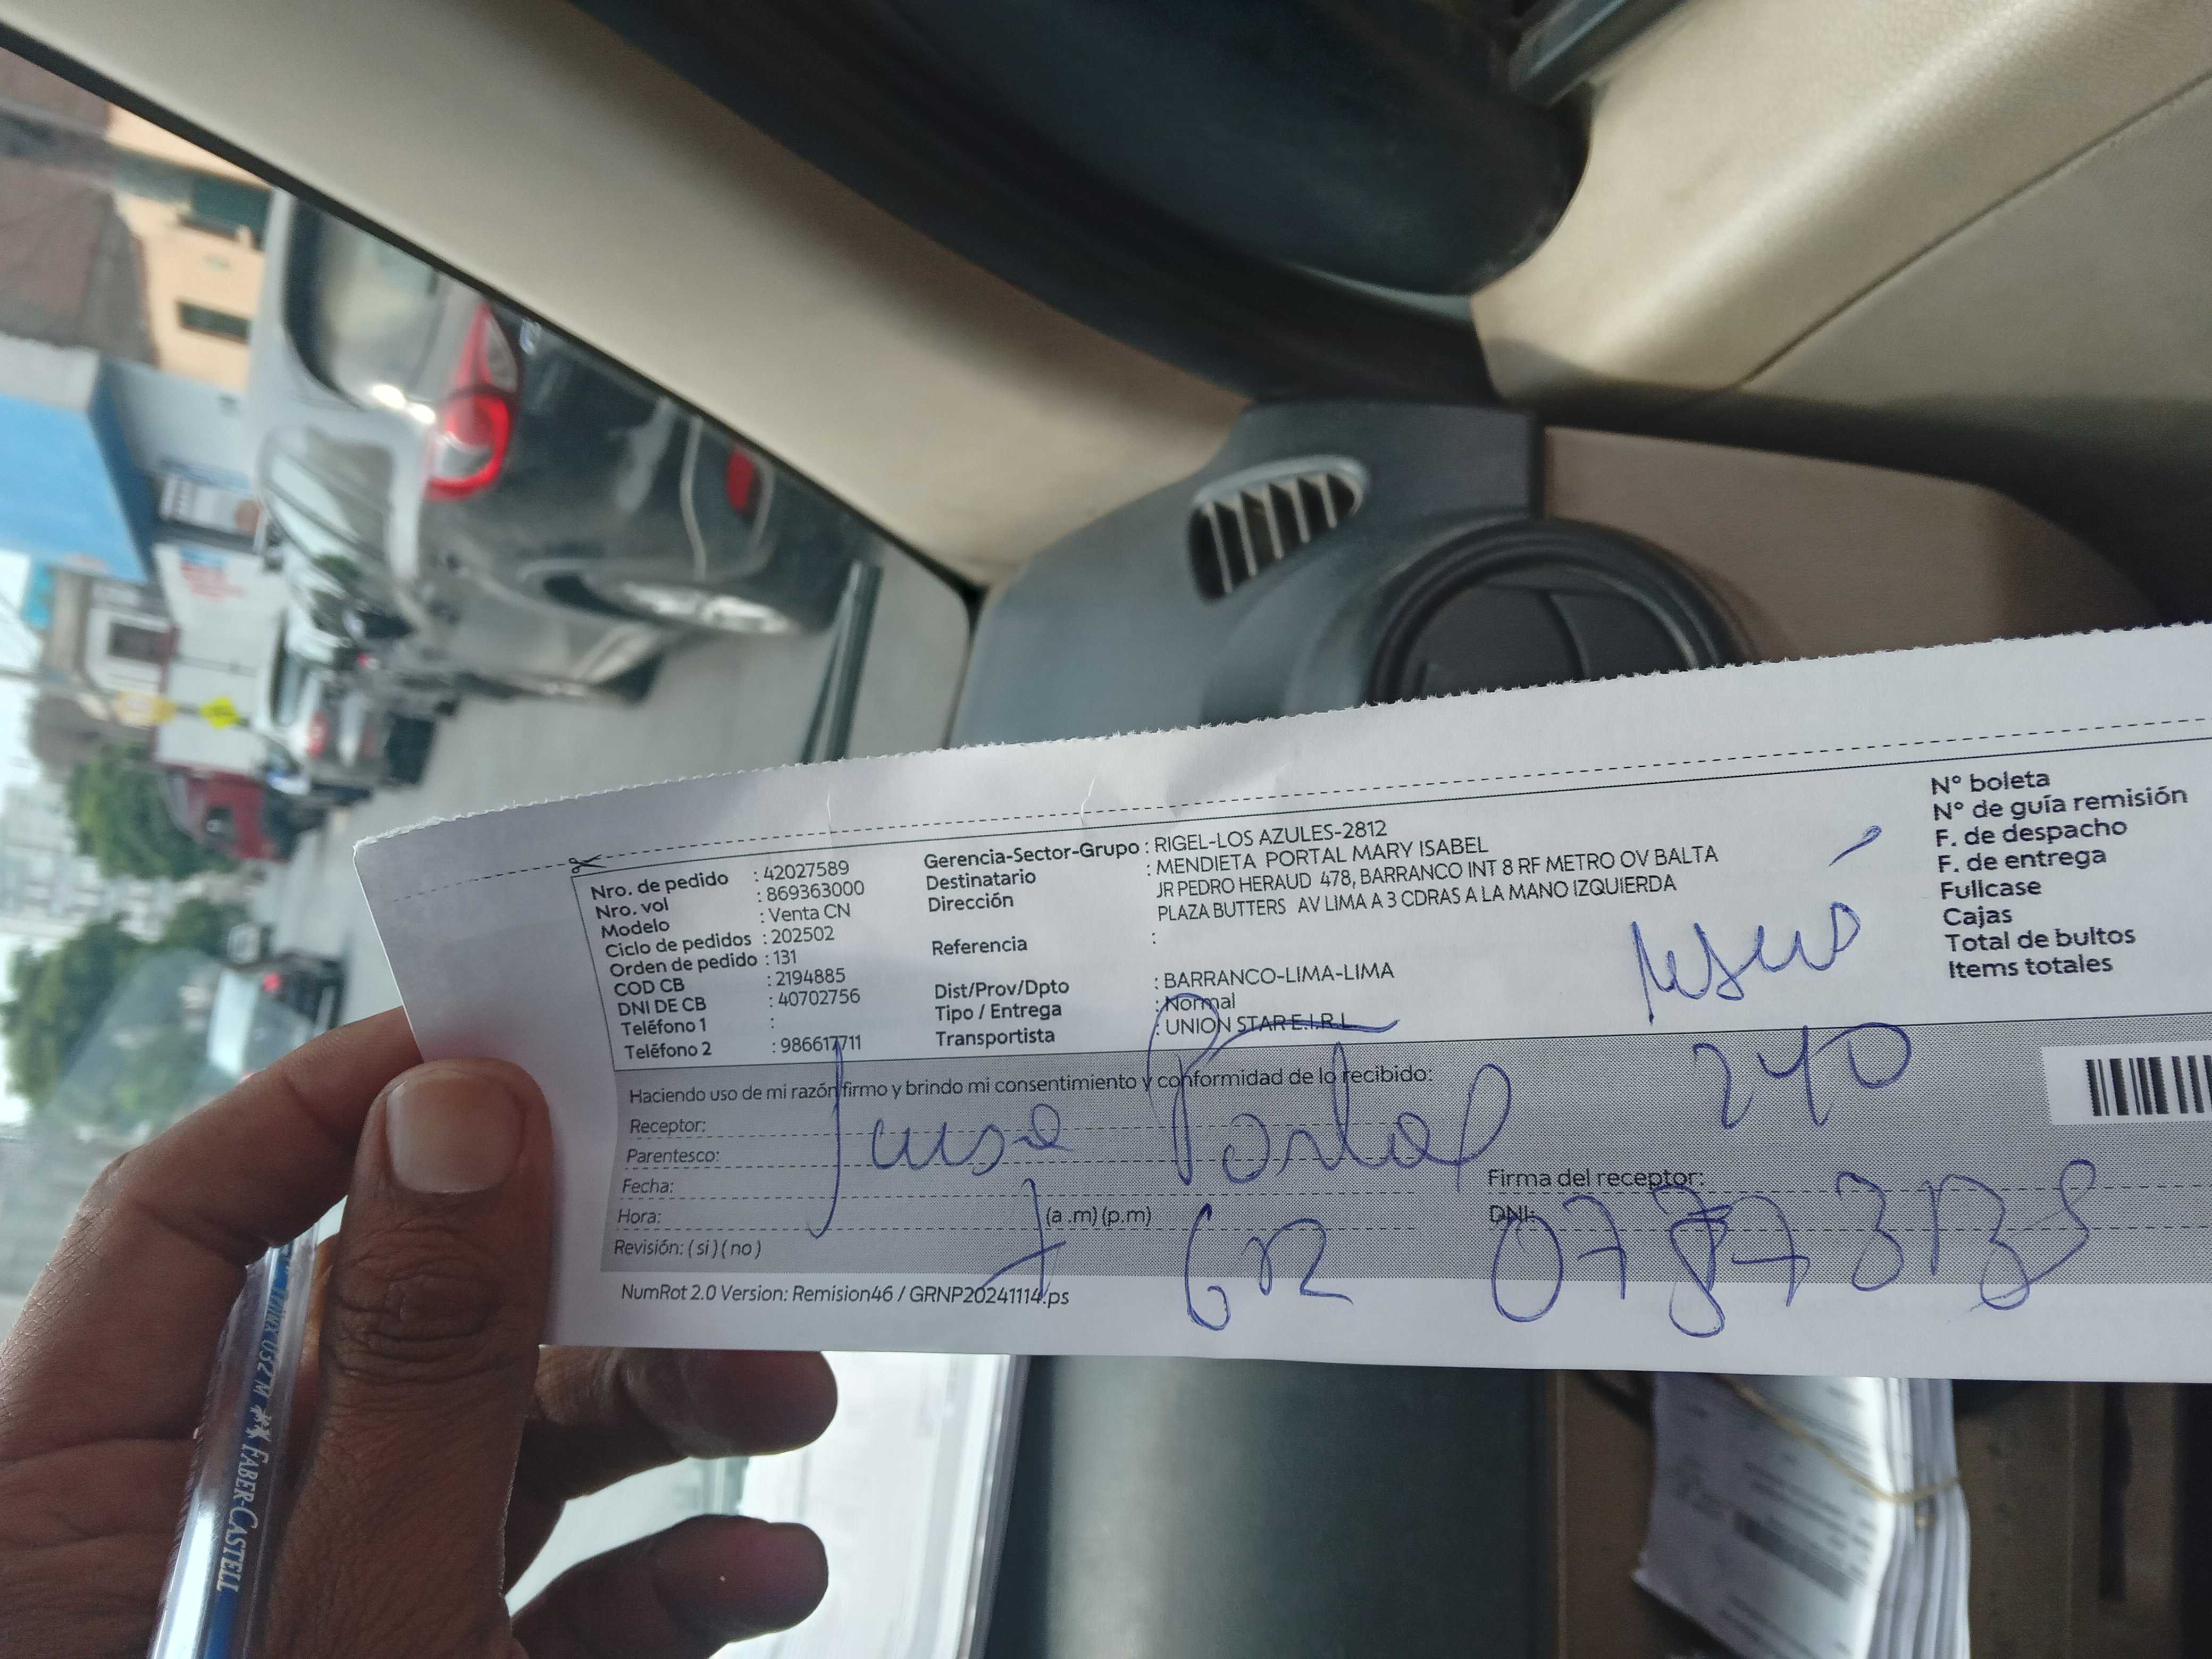 Nro. de pedido : 42027589
Nro. vol : 869363000
Modelo : Venta CN
Ciclo de pedidos : 202502
Orden de pedido : 131
COD CB : 2194885
DNI DE CB : 40702756
Teléfono 1 :
Teléfono 2 : 986617711
Gerencia-Sector-Grupo : RIGEL-LOS AZULES-2812
Destinatario : MENDIETA PORTAL MARY ISABEL
Dirección JR PEDRO HERAUD 478, BARRANCO INT 8 RF METRO OV BALTA
PLAZA BUTTERS AV LIMA A 3 CDRAS A LA MANO IZQUIERDA
Referencia :
Dist/Prov/Dpto : BARRANCO-LIMA-LIMA
Tipo / Entrega : Normal
Transportista : UNION STAR E.I.R.L
N° boleta
N° de guía remisión
F. de despacho
F. de entrega
Fullcase
Cajas
Total de bultos
Items totales
240
Haciendo uso de mi razón firmo y brindo mi consentimiento y conformidad de lo recibido:
Receptor:
Portal
Parentesco:
Fecha:
Firma del receptor:
Hora: (a .m) (p.m)
DNI:
Revisión: ( si ) ( no )
NumRot 2.0 Version: Remision46 / GRNP20241114.ps
032 M FABER-CASTELL